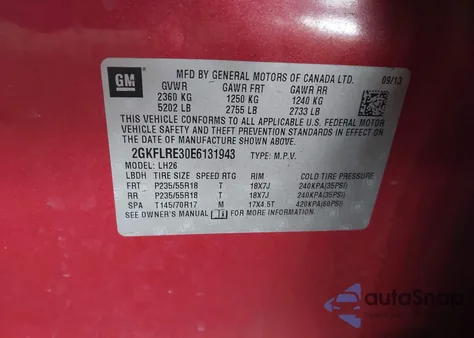 GM
MFD BY GENERAL MOTORS OF CANADA LTD. 09/13
GVWR GAWR FRT GAWR RR
2360 KG 1250 KG 1240 KG
5202 LB 2755 LB 2733 LB
THIS VEHICLE CONFORMS TO ALL APPLICABLE U.S.
FEDERAL MOTOR VEHICLE SAFETY, BUMPER, AND
THEFT PREVENTION STANDARDS IN EFFECT ON
THE DATE OF MANUFACTURE SHOWN ABOVE.
2GKFLRE30E6131943 TYPE: M.P.V.
MODEL: LH26
LBDH TIRE SIZE SPEED RTG RIM COLD TIRE PRESSURE
FRT P235/55R18 T 18X7J 240KPA(35PSI)
RR P235/55R18 T 18X7J 240KPA(35PSI)
SPA T145/70R17 M 17X4.5T 420KPA(60PSI)
SEE OWNER'S MANUAL FOR MORE INFORMATION.
autoSnap